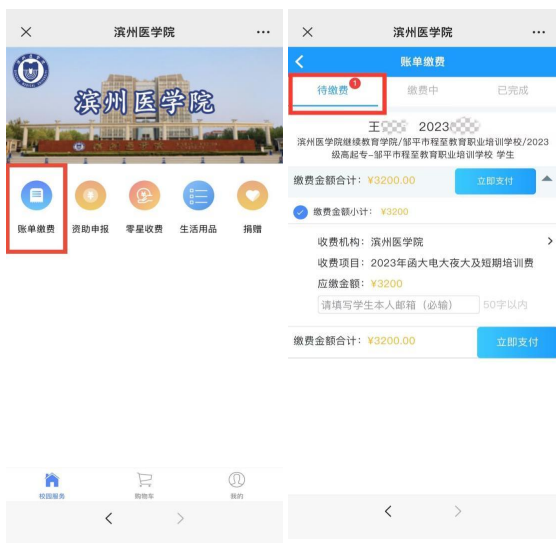 滨州医学院
滨州医学院
账单缴费
资助申报
零星收费
生活用品
捐赠
校园服务
购物车
我的
滨州医学院
账单缴费
待缴费
1
缴费中
已完成
王 2023
滨州医学院继续教育学院/邹平市程至教育职业培训学校/2023
级高起专-邹平市程至教育职业培训学校 学生
缴费金额合计：¥3200.00
立即支付
缴费金额小计：¥3200
收费机构：滨州医学院
收费项目：2023年函大电大夜大及短期培训费
应缴金额：¥3200
请填写学生本人邮箱（必输） 50字以内
缴费金额合计：¥3200.00
立即支付